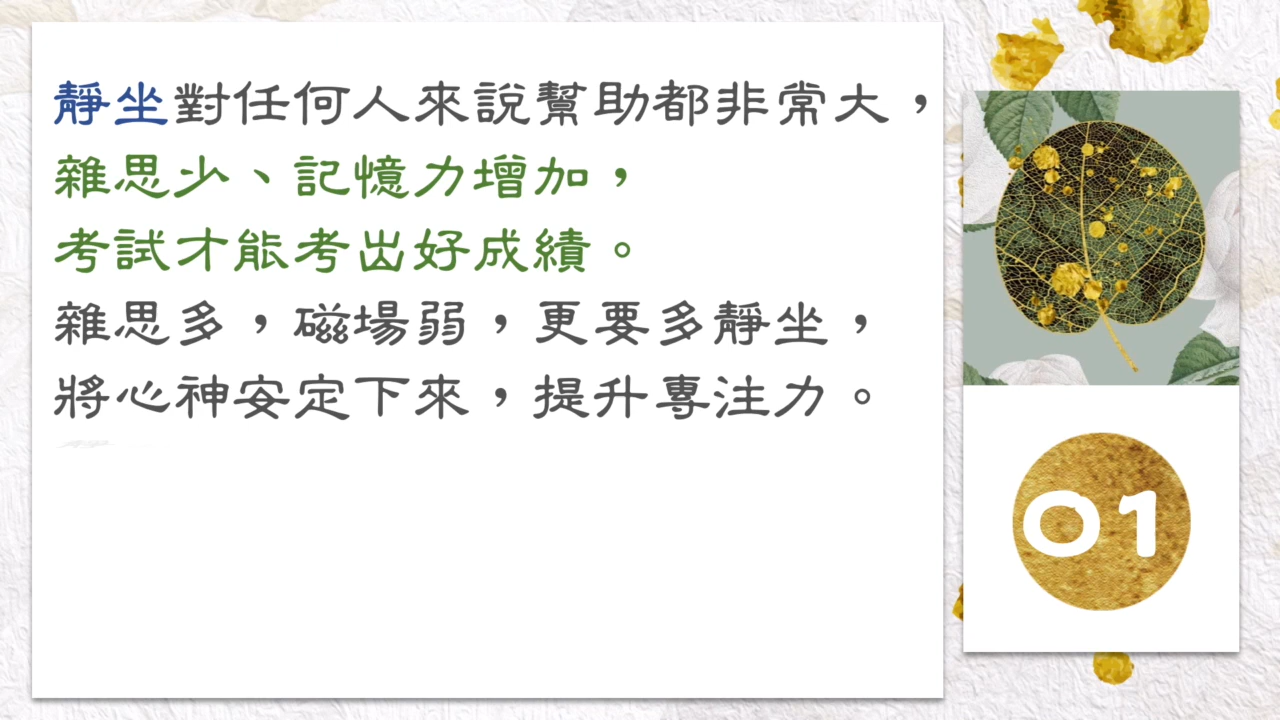 靜坐對任何人來說幫助都非常大，
雜思少、記憶力增加，
考試才能考出好成績。
雜思多，磁場弱，更要多靜坐，
將心神安定下來，提升專注力。
01